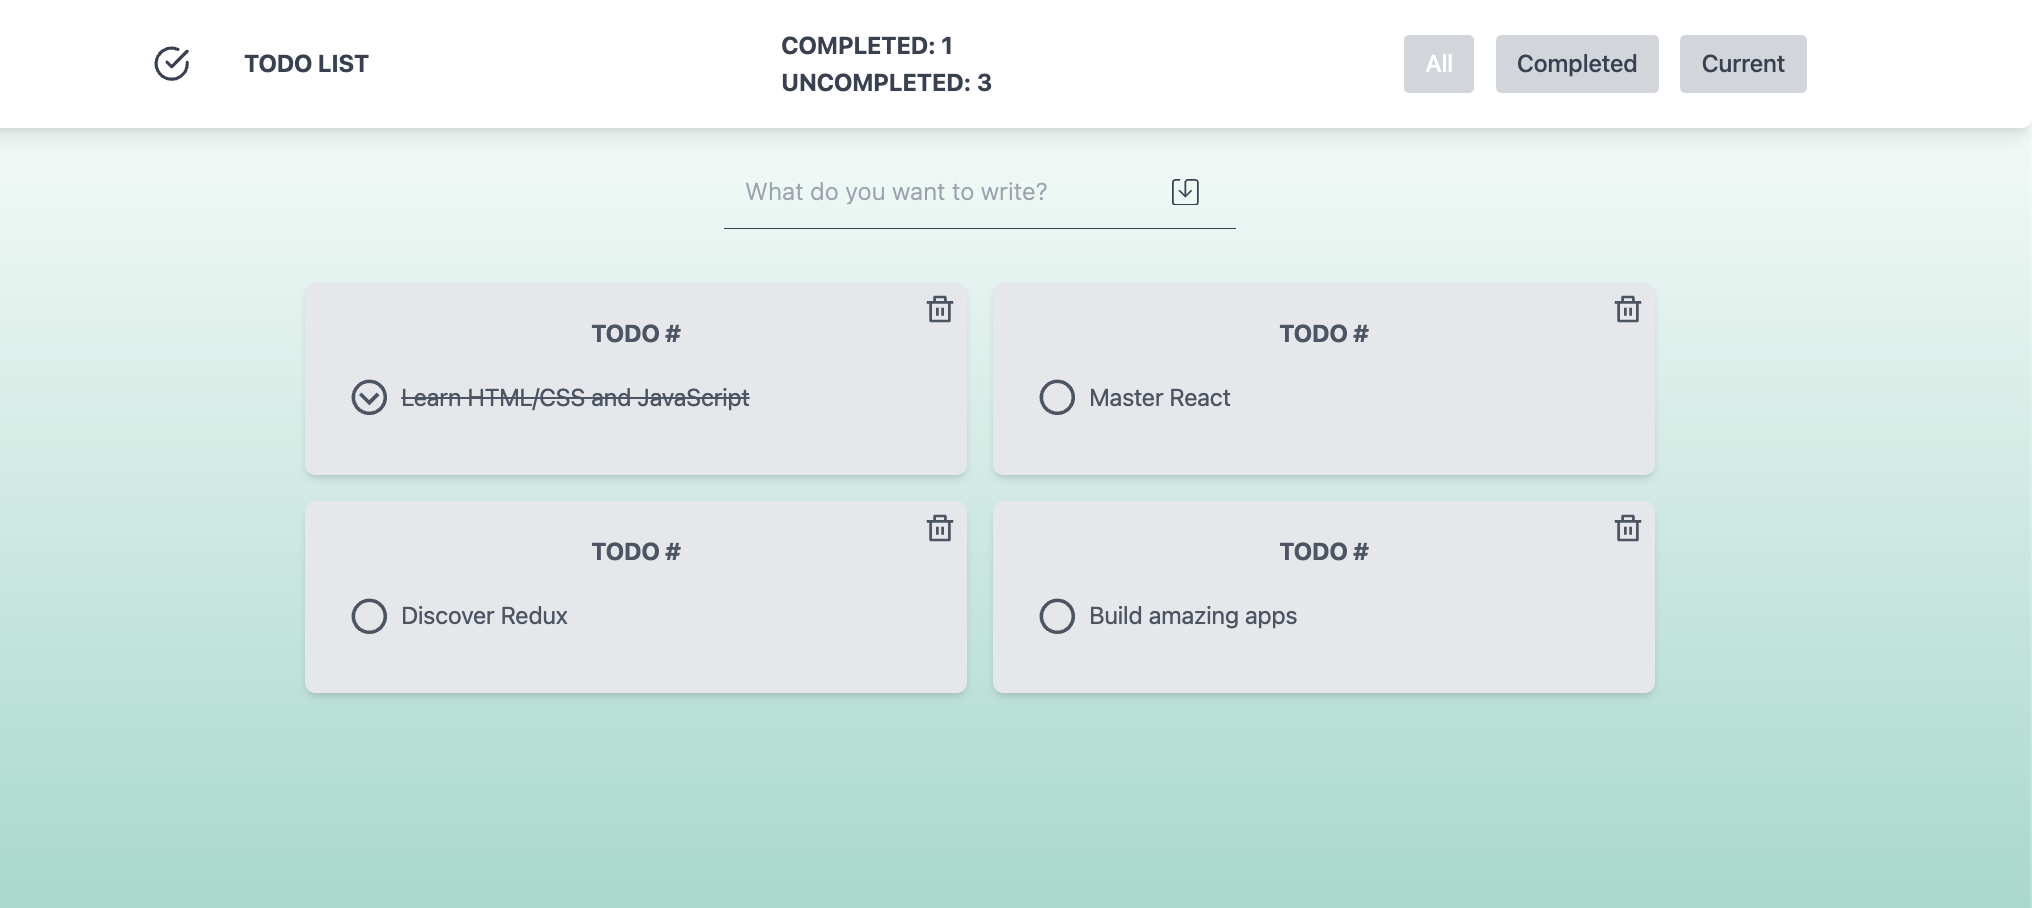 TODO LIST
COMPLETED: 1
UNCOMPLETED: 3
All
Completed
Current
What do you want to write?
TODO #
Learn HTML/CSS and JavaScript
TODO #
Master React
TODO #
Discover Redux
TODO #
Build amazing apps